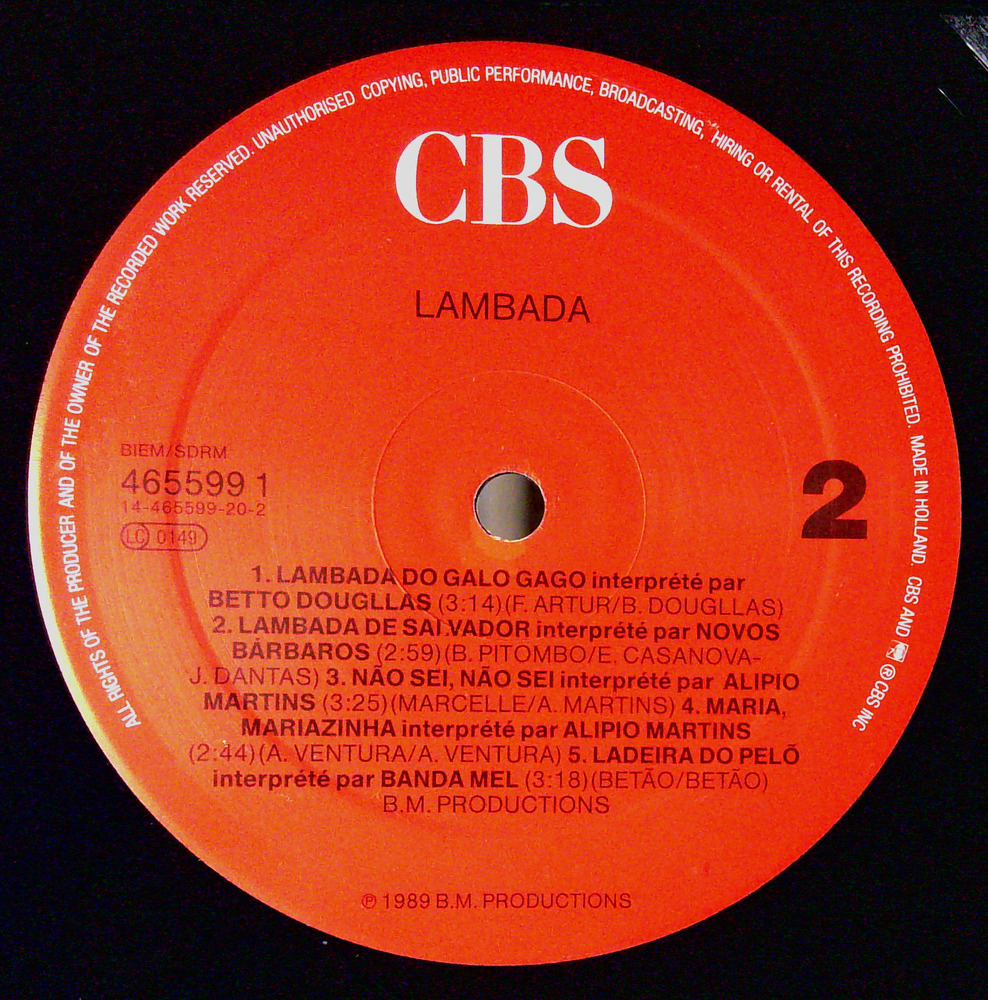 ALL RIGHTS OF THE PRODUCER AND OF THE OWNER OF THE RECORDED WORK RESERVED. UNAUTHORISED COPYING, PUBLIC PERFORMANCE, BROADCASTING, HIRING OR RENTAL OF THIS RECORDING PROHIBITED. MADE IN HOLLAND. CBS AND ℗ CBS INC
CBS
LAMBADA
BIEM/SDRM
465599 1
14-465599-20-2
LC 0149
2
1. LAMBADA DO GALO GAGO interprété par
BETTO DOUGLLAS (3:14)(F. ARTUR/B. DOUGLLAS)
2. LAMBADA DE SALVADOR interprété par NOVOS
BÁRBAROS (2:59)(B. PITOMBO/E. CASANOVA-
J. DANTAS) 3. NÃO SEI, NÃO SEI interprété par ALIPIO
MARTINS (3:25)(MARCELLE/A. MARTINS) 4. MARIA,
MARIAZINHA interprété par ALIPIO MARTINS
(2:44)(A. VENTURA/A. VENTURA) 5. LADEIRA DO PELÕ
interprété par BANDA MEL (3:18)(BETÃO/BETÃO)
B.M. PRODUCTIONS
℗ 1989 B.M. PRODUCTIONS